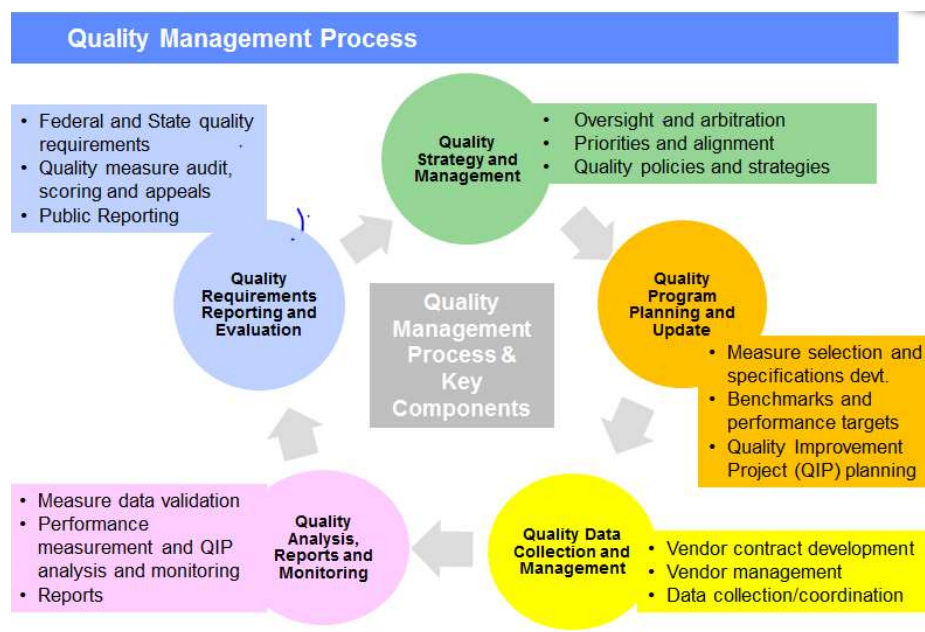 Quality Management Process
• Federal and State quality
requirements
• Quality measure audit,
scoring and appeals
• Public Reporting
Quality
Strategy and
Management
• Oversight and arbitration
• Priorities and alignment
• Quality policies and strategies
Quality
Requirements
Reporting and
Evaluation
Quality
Management
Process &
Key
Components
Quality
Program
Planning and
Update
• Measure selection and
specifications devt.
• Benchmarks and
performance targets
• Quality Improvement
Project (QIP) planning
• Measure data validation
• Performance
measurement and QIP
analysis and monitoring
• Reports
Quality
Analysis,
Reports and
Monitoring
Quality Data
Collection and
Management
• Vendor contract development
• Vendor management
• Data collection/coordination